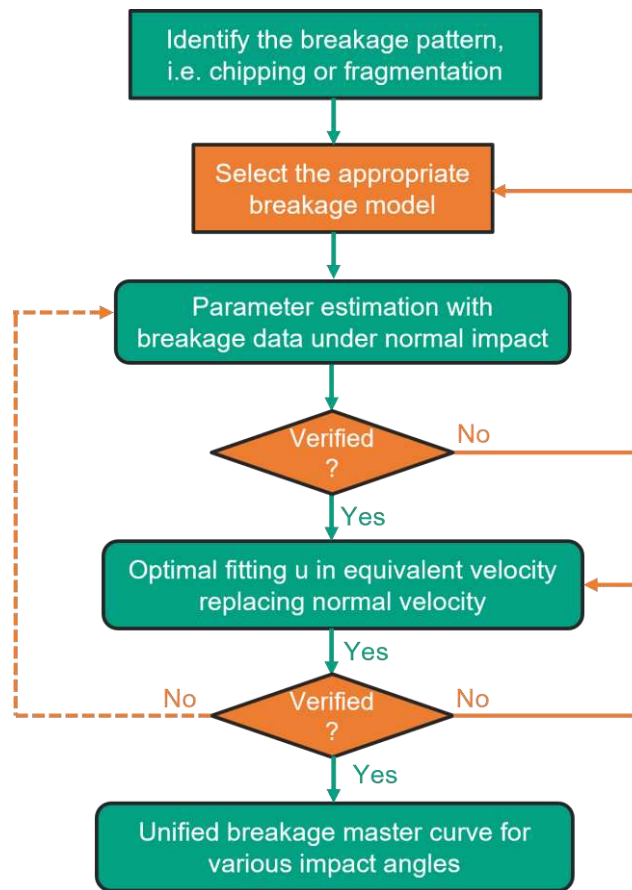 Identify the breakage pattern,
i.e. chipping or fragmentation
Select the appropriate
breakage model
Parameter estimation with
breakage data under normal impact
Verified
?
No
Yes
Optimal fitting u in equivalent velocity
replacing normal velocity
Yes
No
Verified
?
No
Yes
Unified breakage master curve for
various impact angles